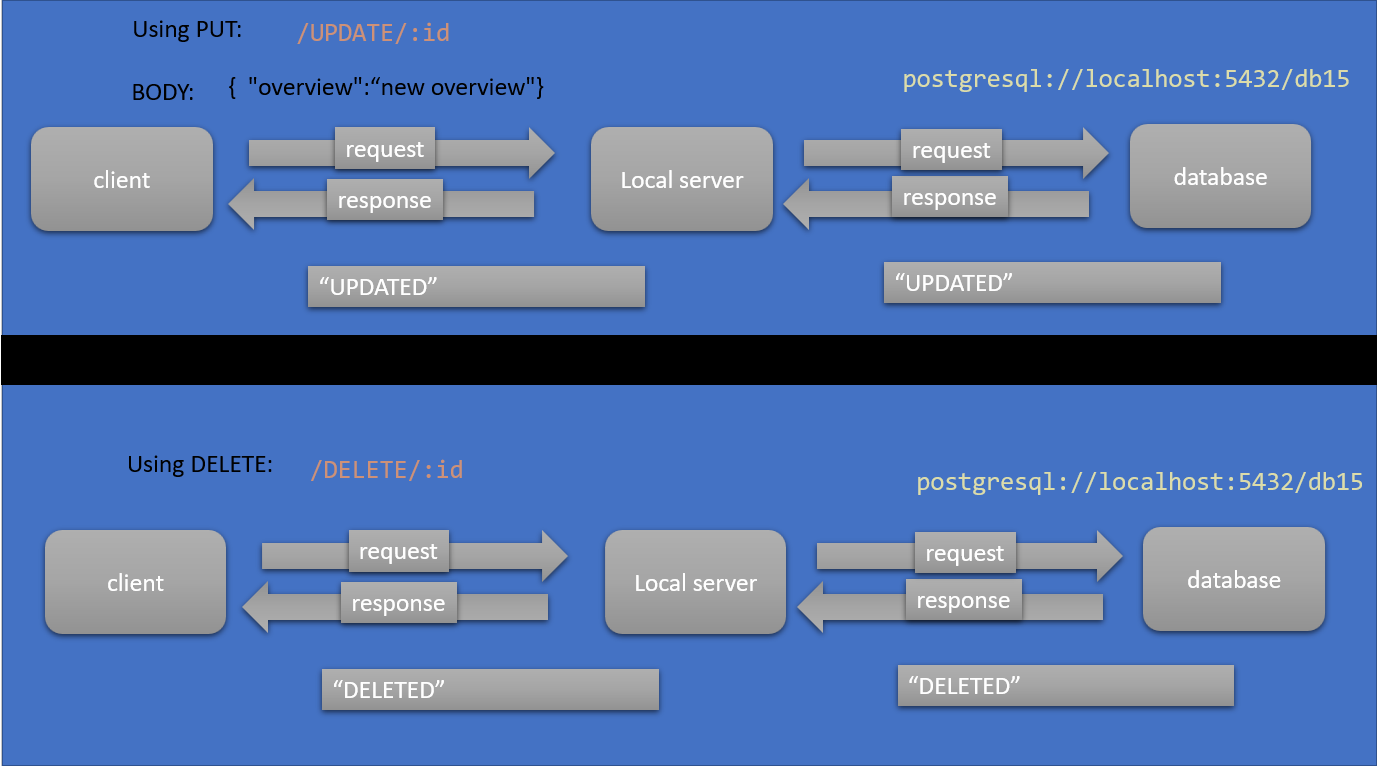 Using PUT: /UPDATE/:id
BODY: { "overview":“new overview"}
postgresql://localhost:5432/db15
client
request
response
Local server
request
response
database
“UPDATED”
“UPDATED”
Using DELETE: /DELETE/:id
postgresql://localhost:5432/db15
client
request
response
Local server
request
response
database
“DELETED”
“DELETED”